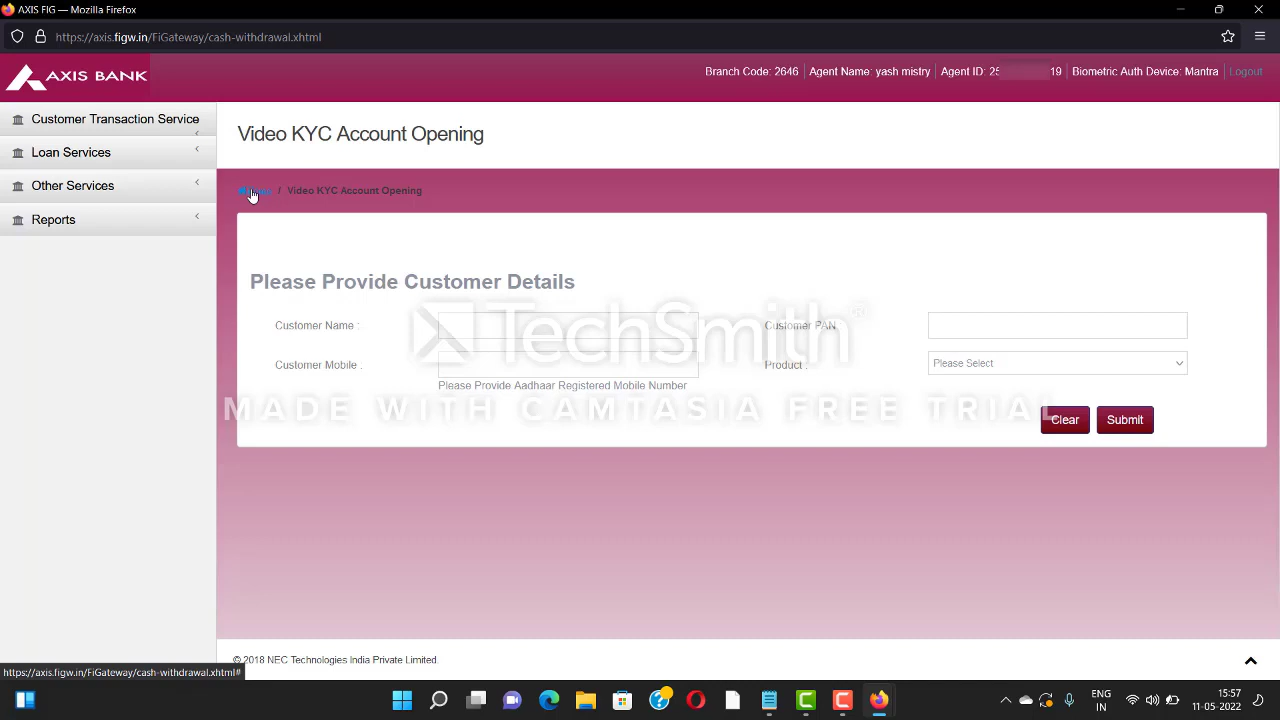 AXIS FIG — Mozilla Firefox
https://axis.figw.in/FiGateway/cash-withdrawal.xhtml
AXIS BANK
Branch Code: 2646 Agent Name: yash mistry Agent ID: 25 19 Biometric Auth Device: Mantra Logout
Customer Transaction Service
Loan Services
Other Services
Reports
Video KYC Account Opening
/ Video KYC Account Opening
Please Provide Customer Details
Customer Name :
Customer PAN
Customer Mobile :
Product :
Please Select
Please Provide Aadhaar Registered Mobile Number
TechSmith®
MADE WITH CAMTASIA FREE TRIAL
Clear
Submit
© 2018 NEC Technologies India Private Limited.
https://axis.figw.in/FiGateway/cash-withdrawal.xhtml#
ENG
IN
15:57
11-05-2022